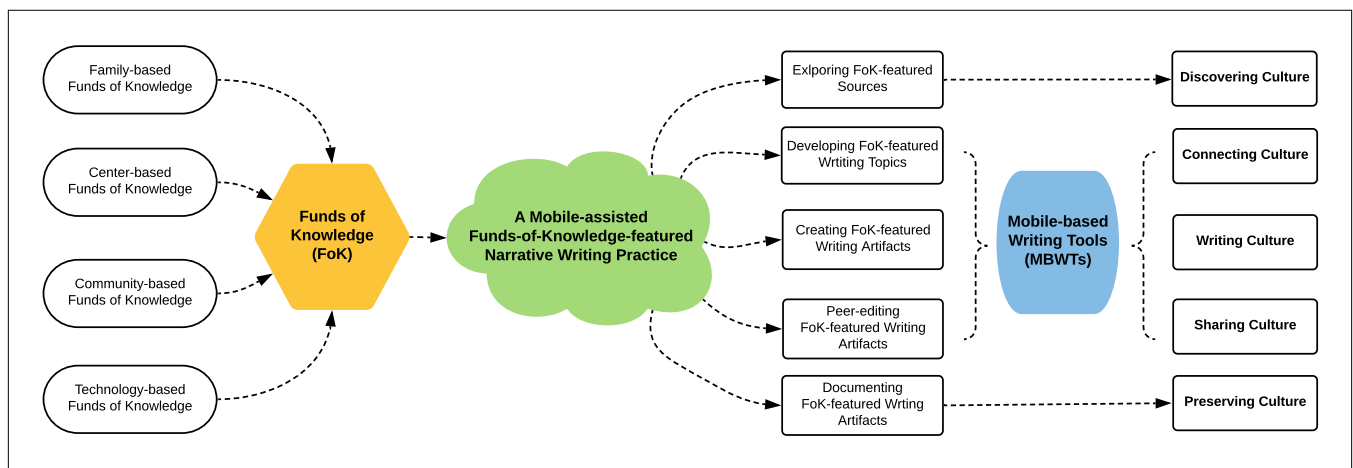 Family-based
Funds of Knowledge
Center-based
Funds of Knowledge
Community-based
Funds of Knowledge
Technology-based
Funds of Knowledge
Funds of
Knowledge
(FoK)
A Mobile-assisted
Funds-of-Knowledge-featured
Narrative Writing Practice
Exlporing FoK-featured
Sources
Developing FoK-featured
Wrtiting Topics
Creating FoK-featured
Writing Artifacts
Peer-editing
FoK-featured Writing
Artifacts
Documenting
FoK-featured Wrting
Artifacts
Mobile-based
Writing Tools
(MBWTs)
Discovering Culture
Connecting Culture
Writing Culture
Sharing Culture
Preserving Culture